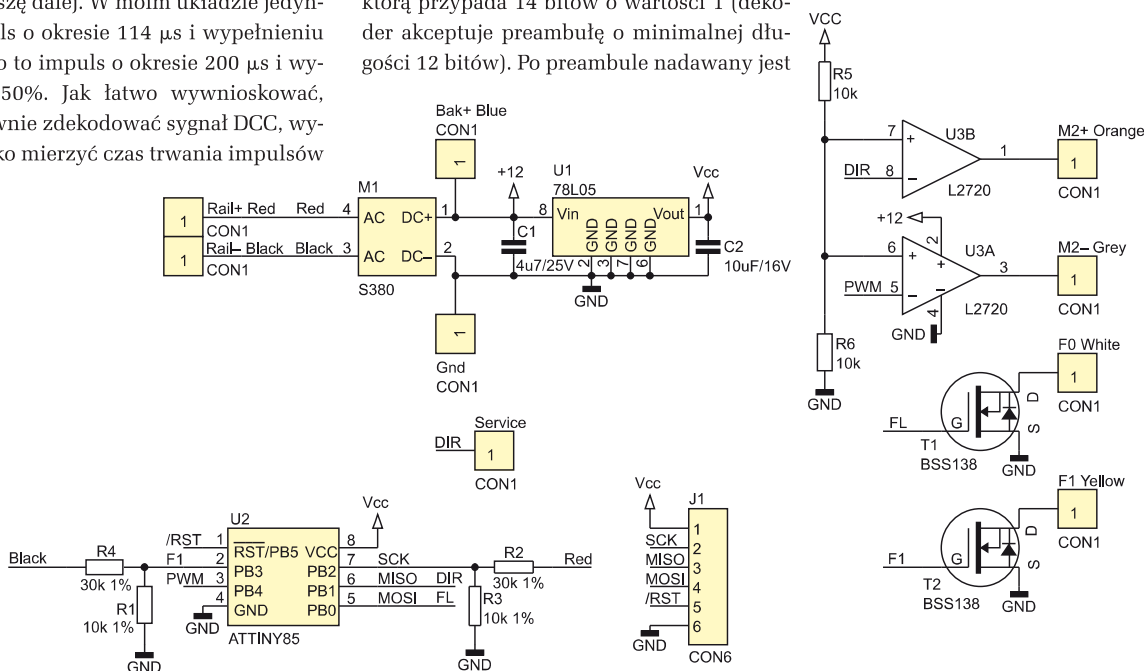 szę dalej). W moim układzie jedyn-
ls o okresie 114 µs i wypełnieniu
o to impuls o okresie 200 µs i wy-
50%. Jak łatwo wywnioskować,
wnie zdekodować sygnał DCC, wy-
ko mierzyć czas trwania impulsów
którą przypada 14 bitów o wartości 1 (deko-
der akceptuje preambułę o minimalnej dłu-
gości 12 bitów). Po preambule nadawany jest
Bak+ Blue
CON1
1
1
Rail+ Red
Red
4
CON1
1
Rail– Black
Black
3
CON1
M1
AC DC+
1
AC DC–
2
S380
1
Gnd
CON1
+12
C1
4u7/25V
U1
78L05
8
Vin
Vout
1
GND
GND
GND
GND
2
3
7
6
GND
Vcc
C2
10uF/16V
VCC
R5
10k
7
+
U3B
1
DIR
8
–
L2720
M2+ Orange
1
CON1
+12
2
6
+
+
U3A
3
PWM
5
–
–
4
L2720
GND
M2– Grey
1
CON1
R6
10k
GND
F0 White
1
CON1
FL
G
D
S
T1
BSS138
GND
F1 Yellow
1
CON1
F1
G
D
S
T2
BSS138
GND
Service
DIR
1
CON1
Black
R4
30k 1%
R1
10k 1%
GND
U2
/RST
1
RST/PB5
VCC
8
Vcc
F1
2
PB3
PB2
7
SCK
PWM
3
PB4
PB1
6
MISO
DIR
4
GND
PB0
5
MOSI
FL
GND
ATTINY85
R2
30k 1%
Red
R3
10k 1%
GND
Vcc
J1
1
SCK
2
MISO
3
MOSI
4
/RST
5
6
GND
CON6